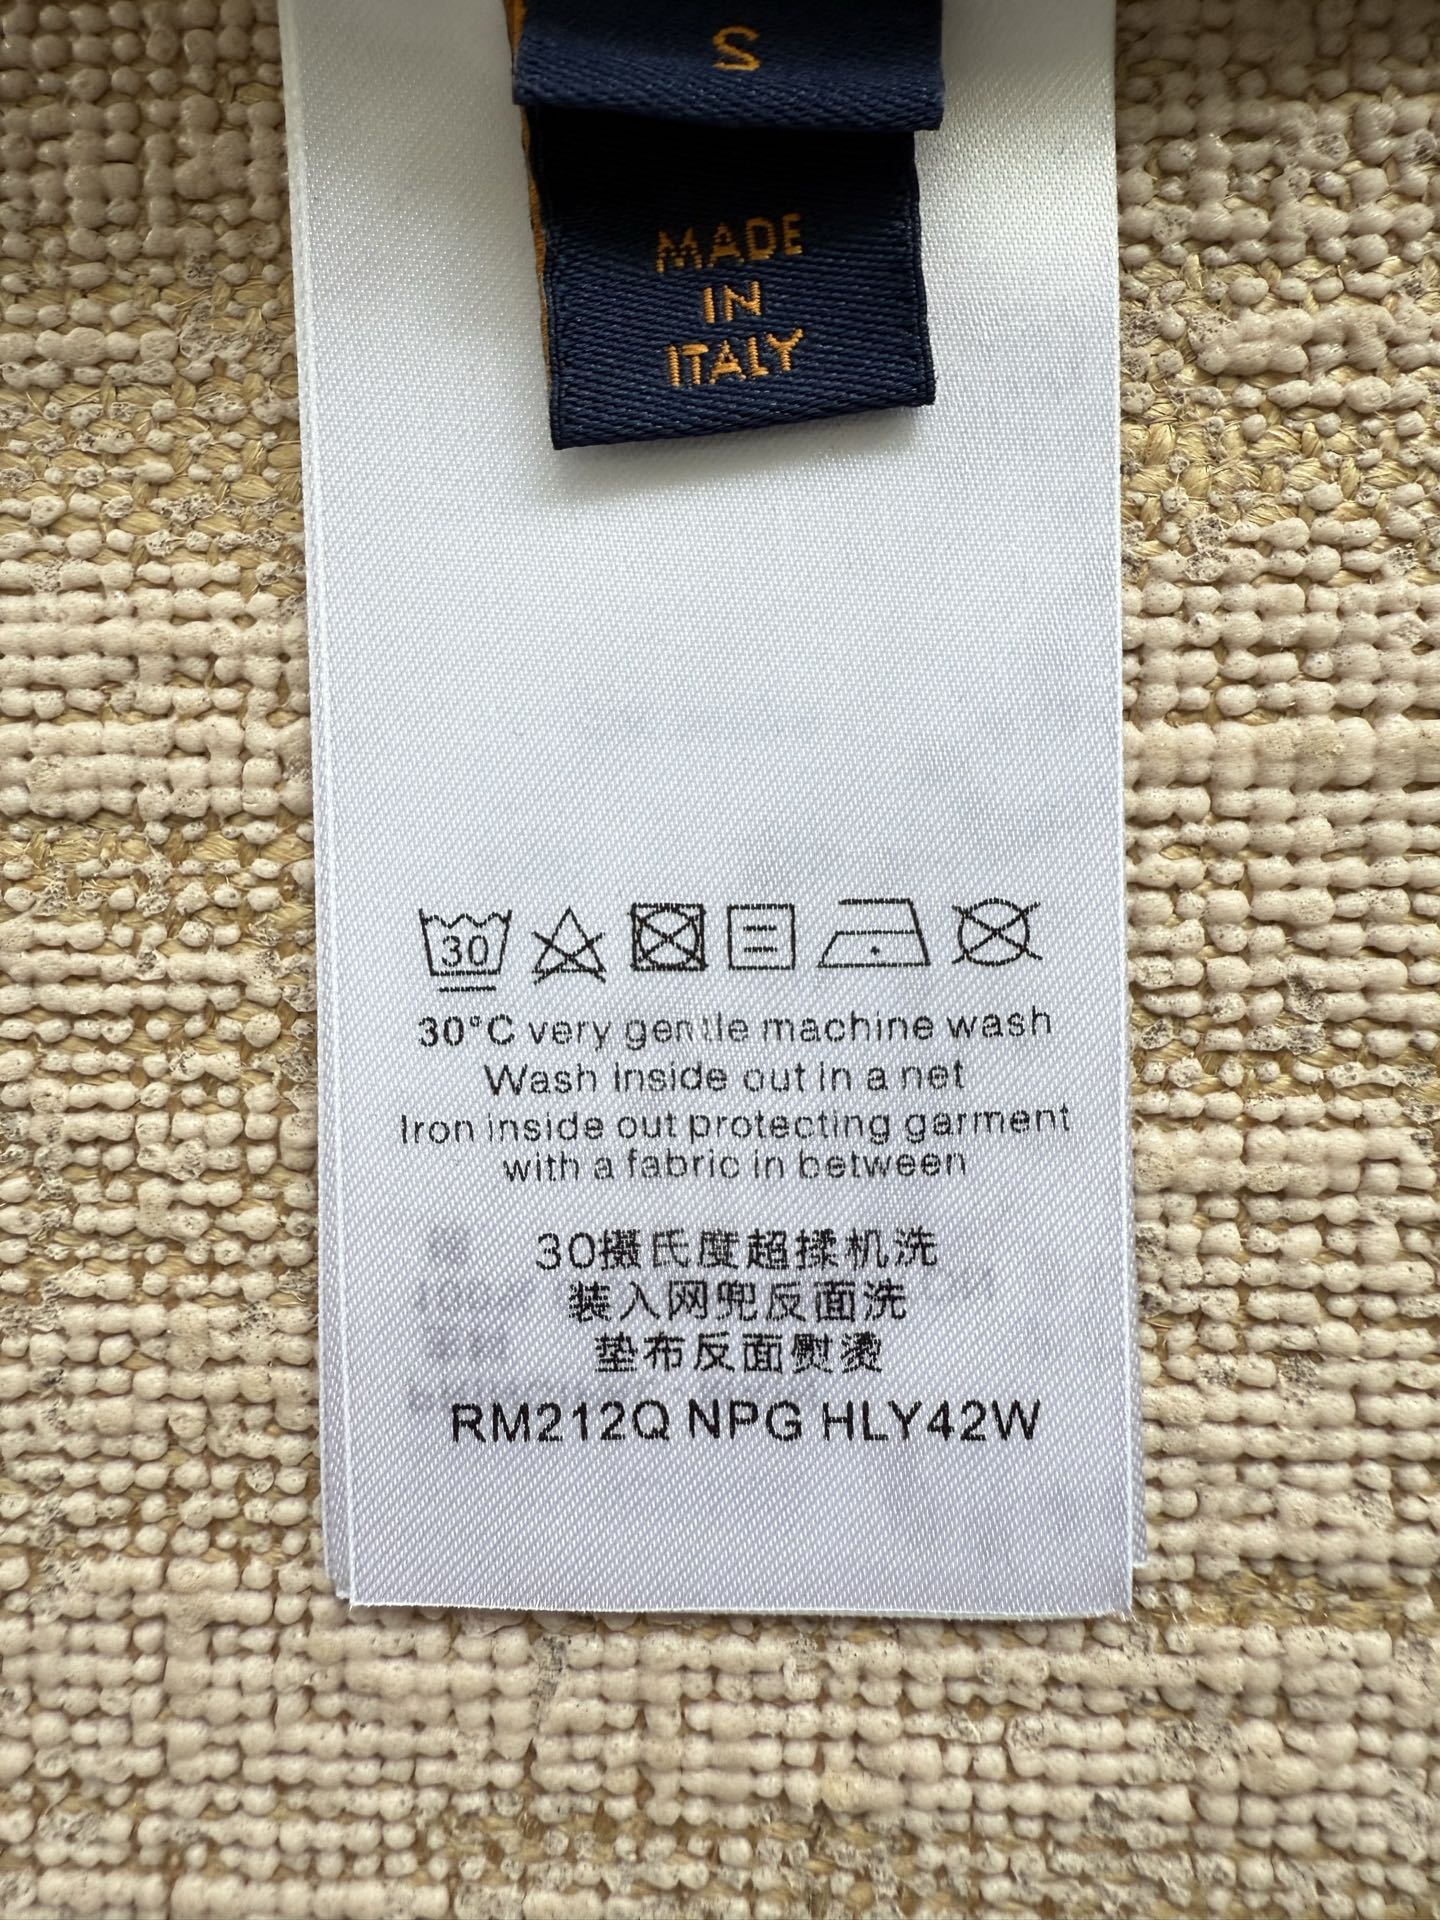 S
MADE
IN
ITALY
30
30°C very gentle machine wash
Wash inside out in a net
Iron inside out protecting garment
with a fabric in between
30摄氏度超揉机洗
装入网兜反面洗
垫布反面熨烫
RM212Q NPG HLY42W